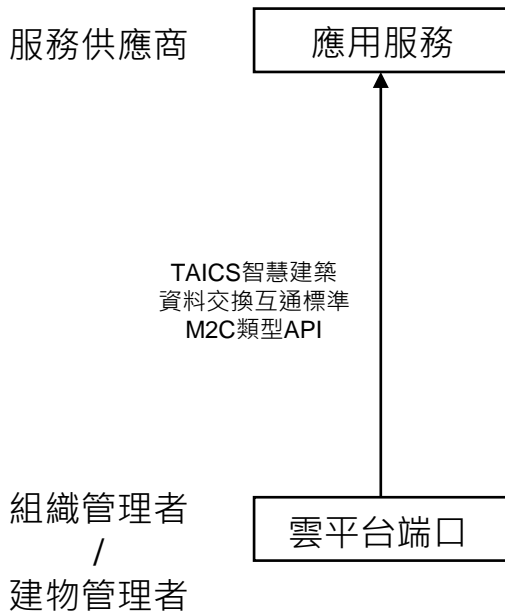 服務供應商
應用服務
TAICS智慧建築
資料交換互通標準
M2C類型API
組織管理者
/
建物管理者
雲平台端口